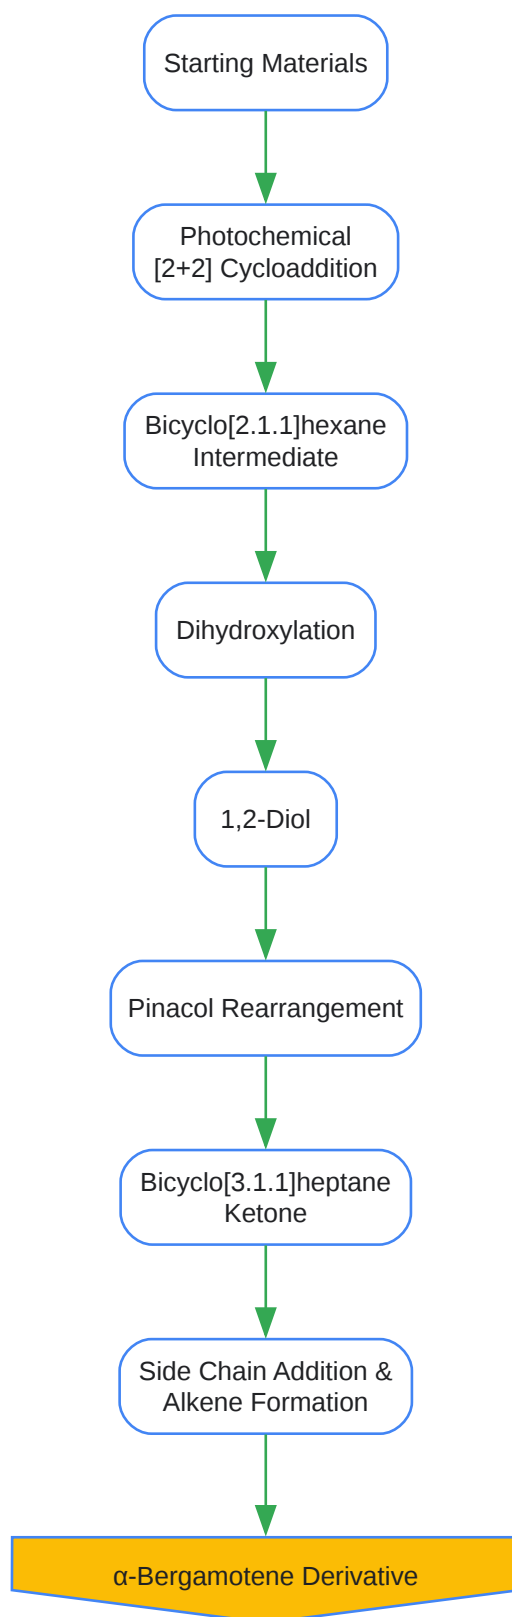 Starting Materials
Photochemical
[2+2] Cycloaddition
Bicyclo[2.1.1]hexane
Intermediate
Dihydroxylation
1,2-Diol
Pinacol Rearrangement
Bicyclo[3.1.1]heptane
Ketone
Side Chain Addition &
Alkene Formation
α-Bergamotene Derivative